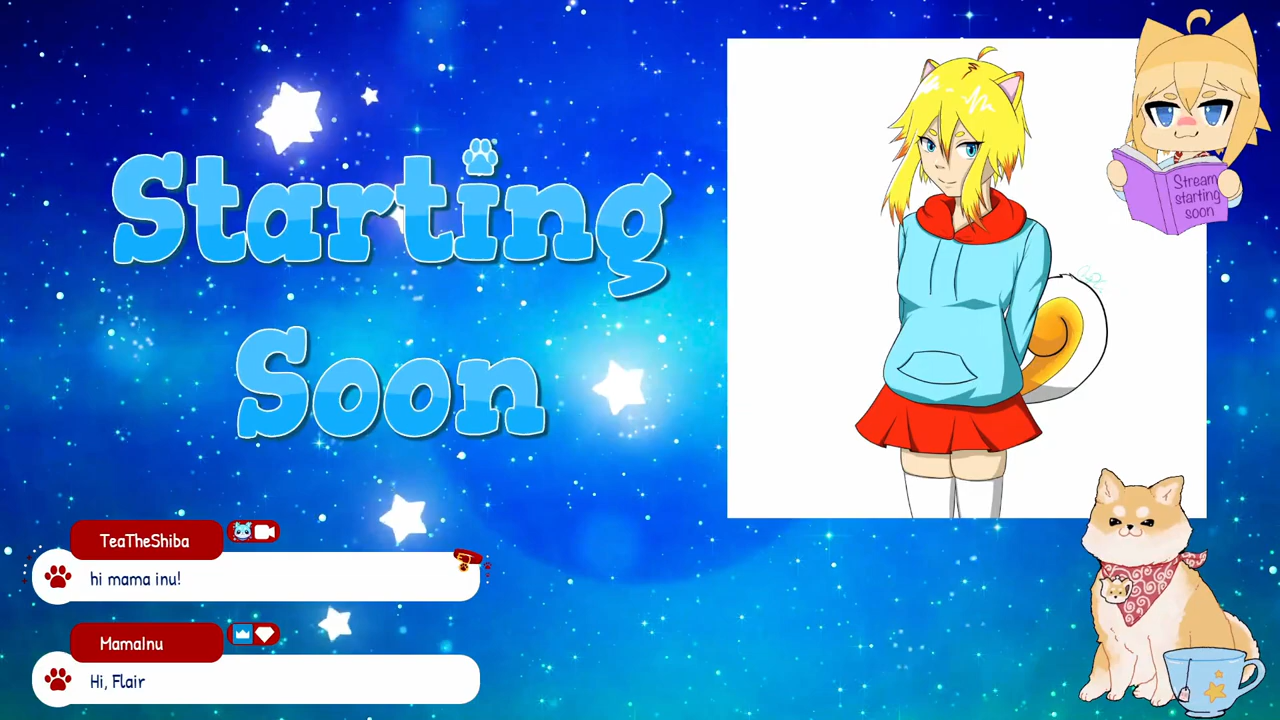 Starting
Soon
Stream
starting
soon
TeaTheShiba
hi mama inu!
MamaInu
Hi, Flair